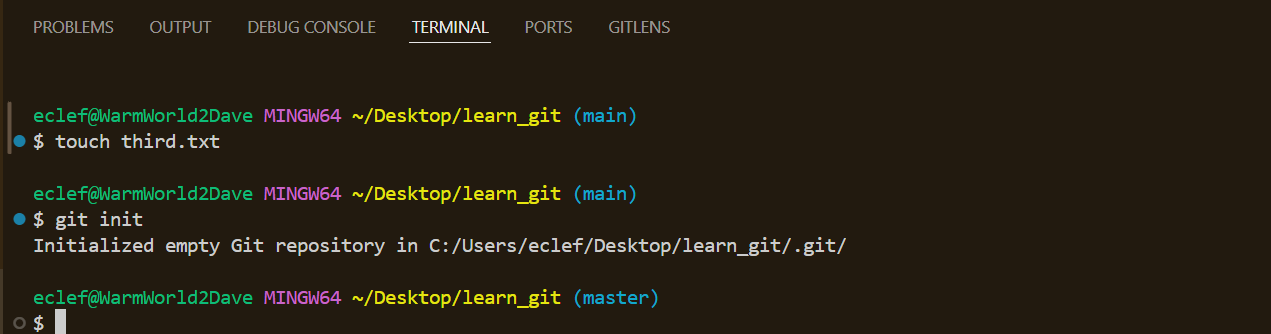 PROBLEMS OUTPUT DEBUG CONSOLE TERMINAL PORTS GITLENS
eclef@WarmWorld2Dave MINGW64 ~/Desktop/learn_git (main)
$ touch third.txt
eclef@WarmWorld2Dave MINGW64 ~/Desktop/learn_git (main)
$ git init
Initialized empty Git repository in C:/Users/eclef/Desktop/learn_git/.git/
eclef@WarmWorld2Dave MINGW64 ~/Desktop/learn_git (master)
$